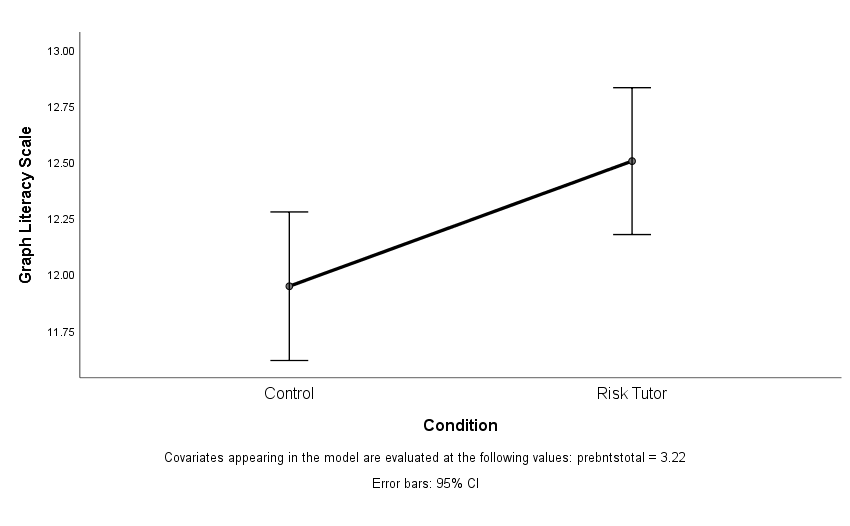 13.00
12.75
12.50
12.25
12.00
11.75
Graph Literacy Scale
Control
Risk Tutor
Condition
Covariates appearing in the model are evaluated at the following values: prebntstotal = 3.22
Error bars: 95% CI